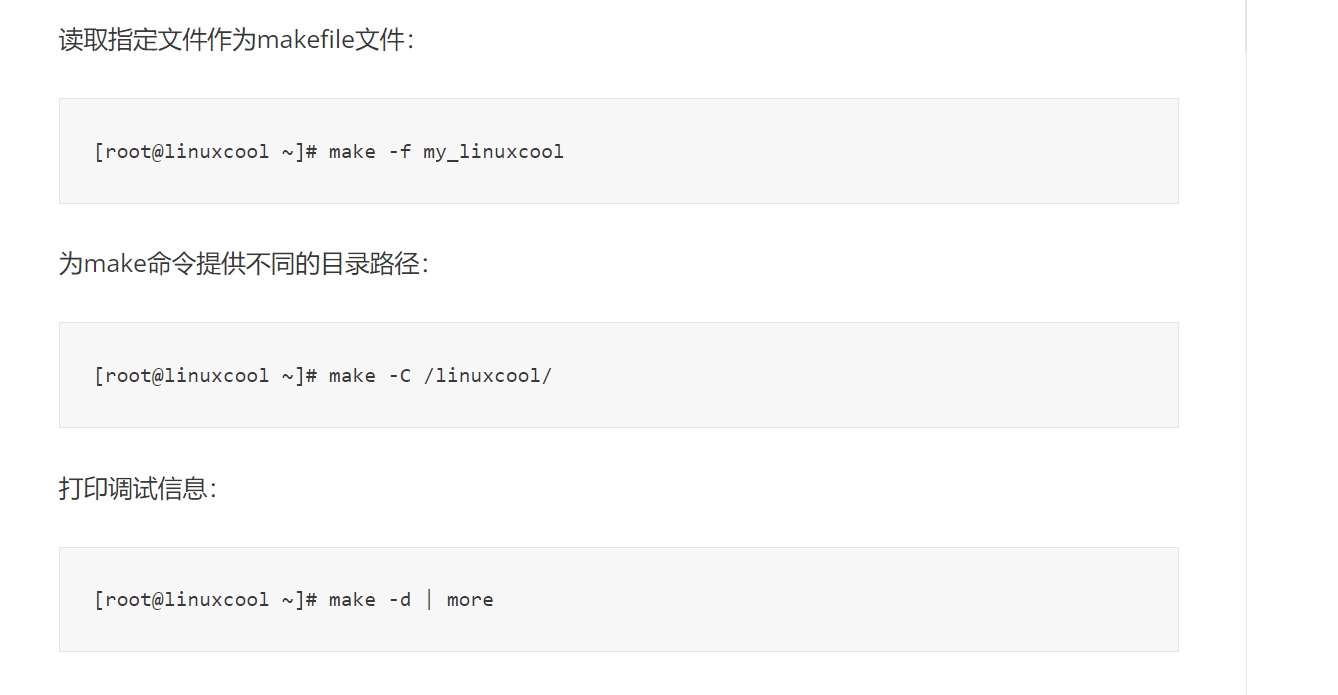 读取指定文件作为makefile文件：
[root@linuxcool ~]# make -f my_linuxcool
为make命令提供不同的目录路径：
[root@linuxcool ~]# make -C /linuxcool/
打印调试信息：
[root@linuxcool ~]# make -d | more